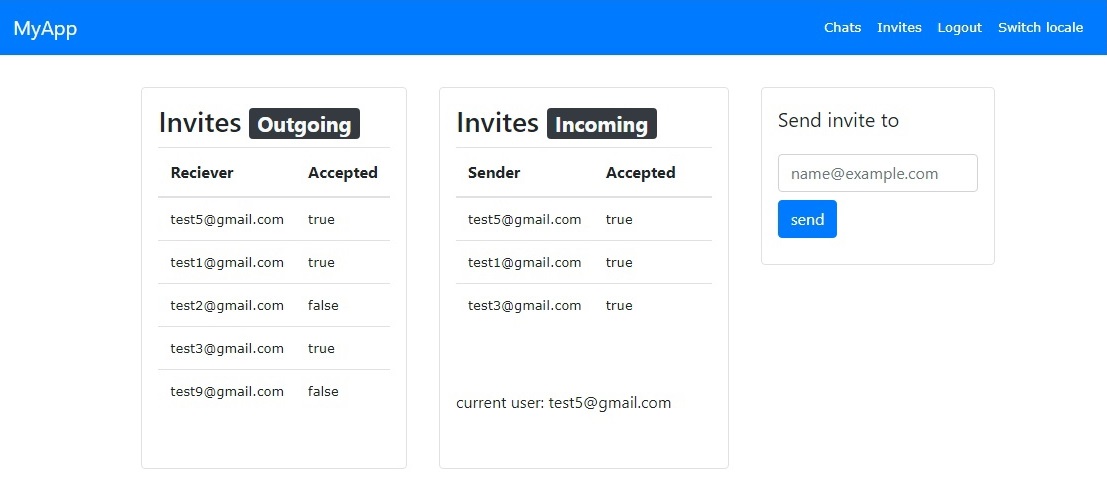 MyApp
Chats Invites Logout Switch locale
Invites Outgoing
Reciever Accepted
test5@gmail.com true
test1@gmail.com true
test2@gmail.com false
test3@gmail.com true
test9@gmail.com false
Invites Incoming
Sender Accepted
test5@gmail.com true
test1@gmail.com true
test3@gmail.com true
current user: test5@gmail.com
Send invite to
name@example.com
send